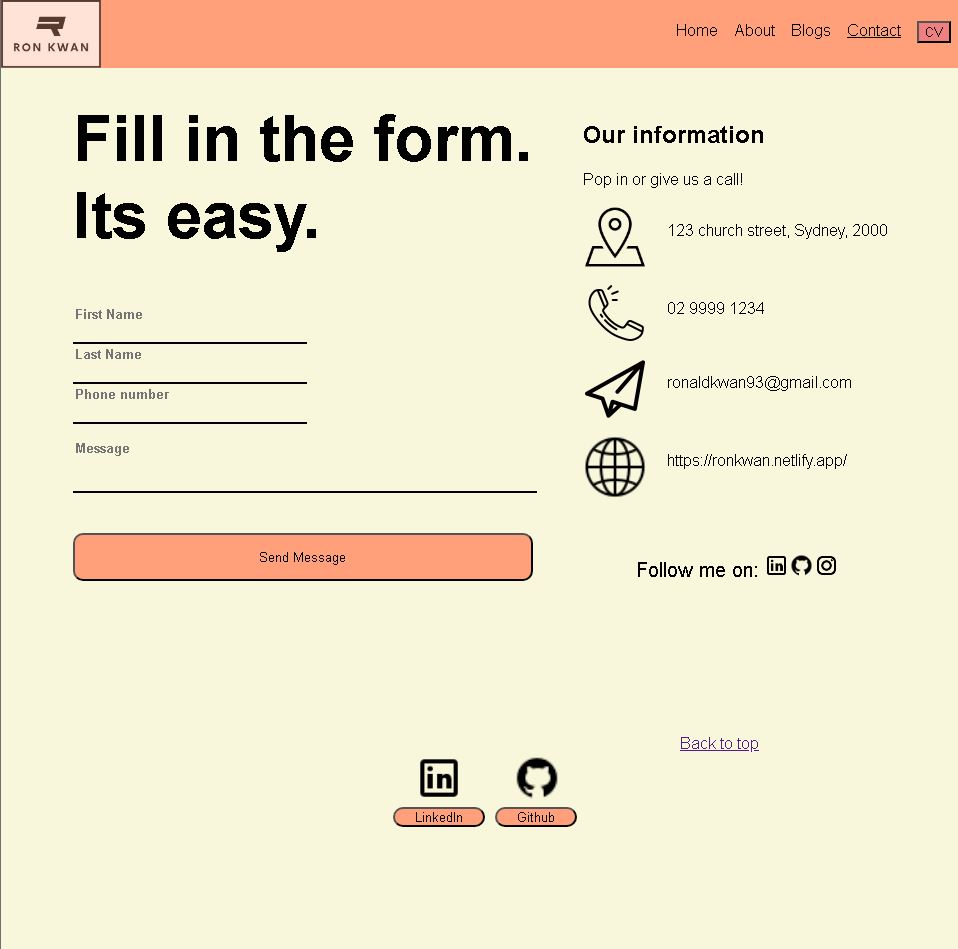 RON KWAN
Home About Blogs Contact CV
Fill in the form.
Its easy.
First Name
Last Name
Phone number
Message
Send Message
Our information
Pop in or give us a call!
123 church street, Sydney, 2000
02 9999 1234
ronaldkwan93@gmail.com
https://ronkwan.netlify.app/
Follow me on:
Back to top
LinkedIn
Github